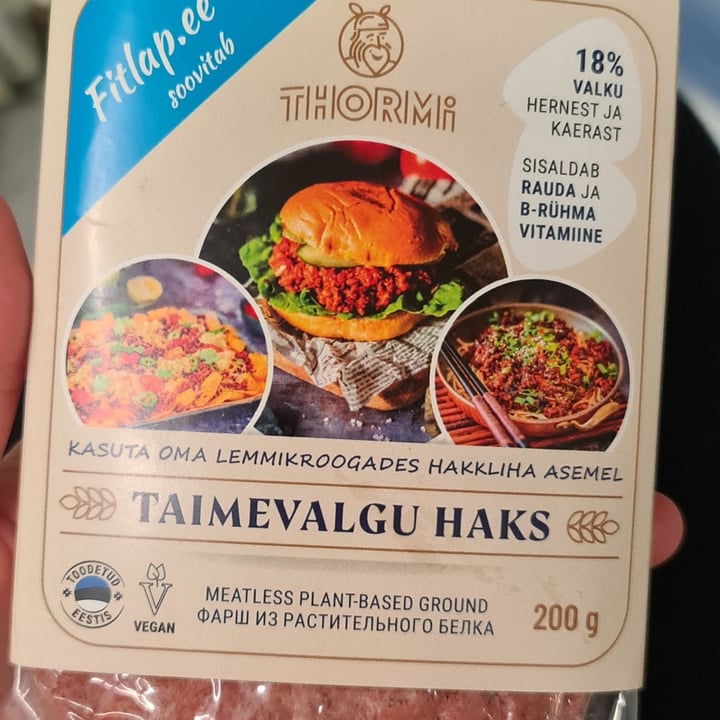 Fitlap.ee
soovitab
THORMi
18%
VALKU
HERNEST JA
KAERAST
SISALDAB
RAUDA JA
B-RÜHMA
VITAMIINE
KASUTA OMA LEMMIKROOGADES HAKKLIHA ASEMEL
TAIMEVALGU HAKS
TOODETUD
EESTIS
VEGAN
MEATLESS PLANT-BASED GROUND
ФАРШ ИЗ РАСТИТЕЛЬНОГО БЕЛКА
200 g